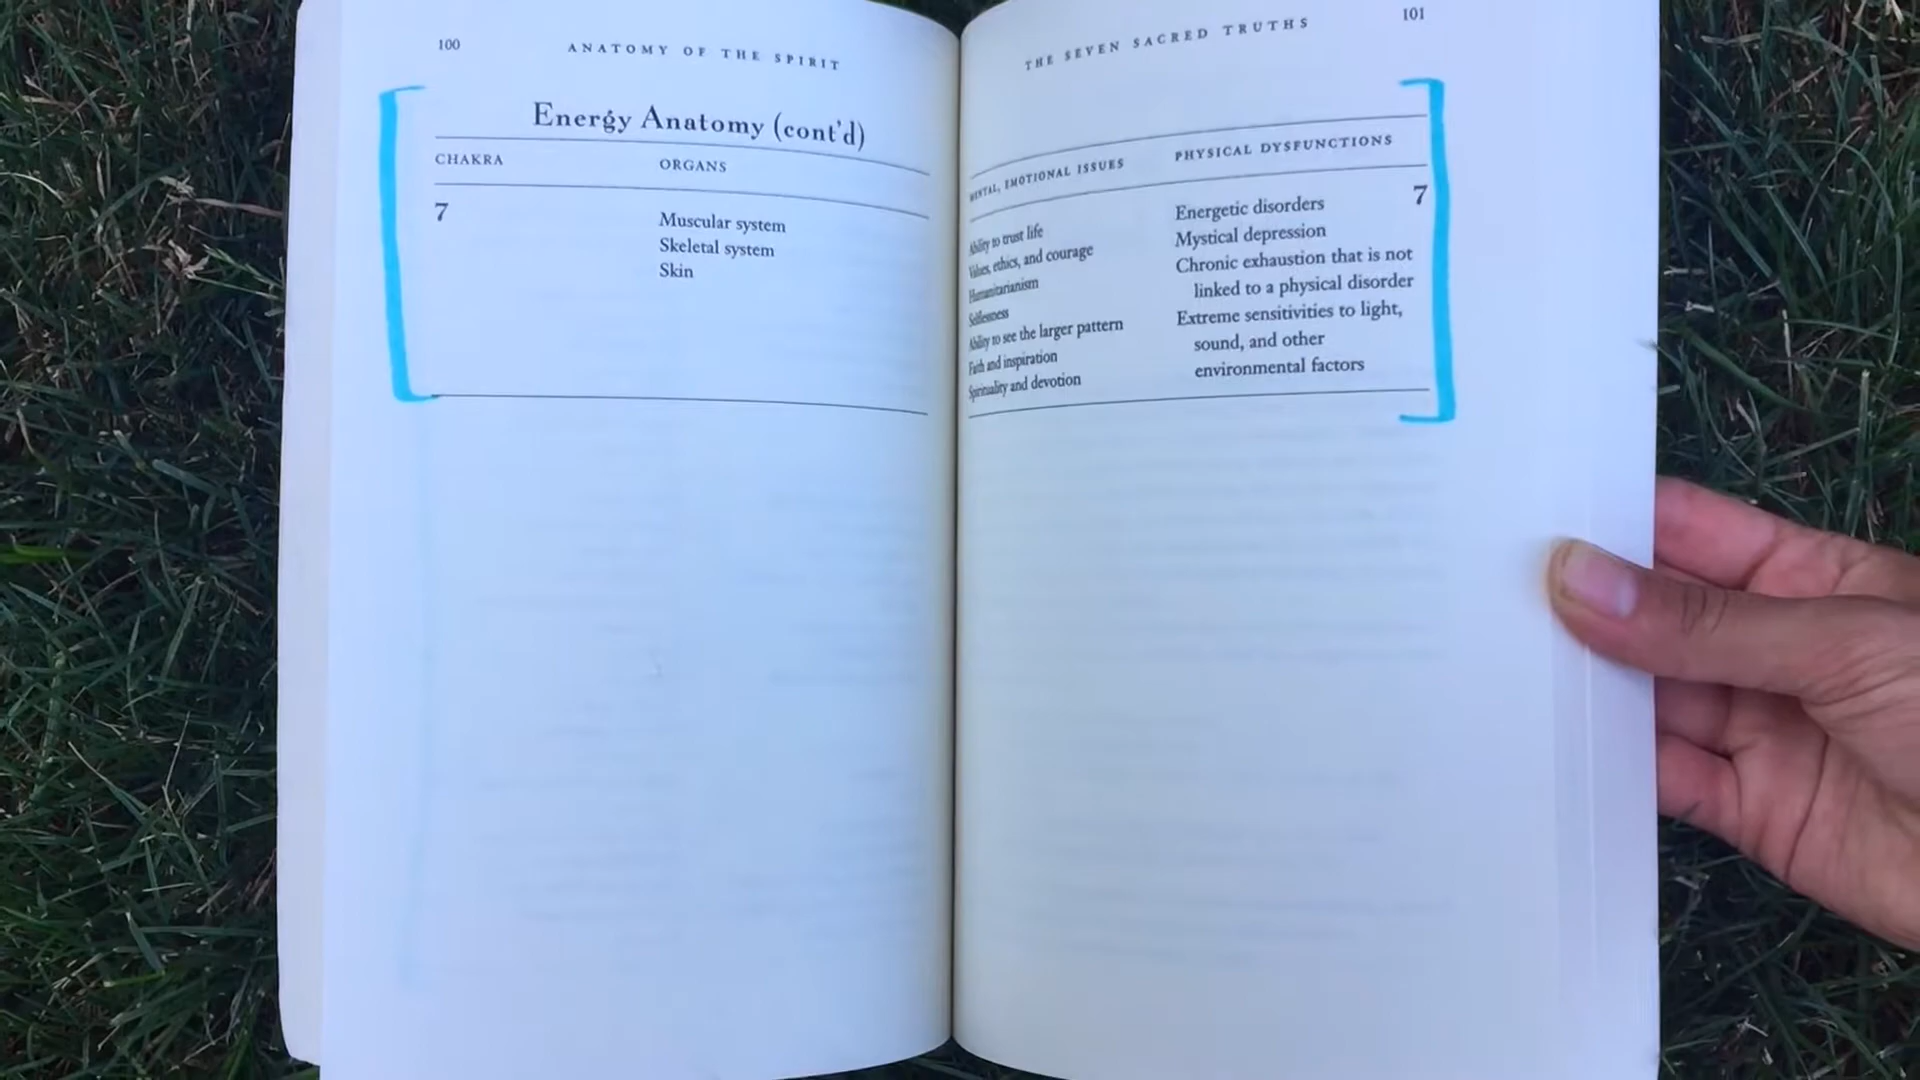 100
ANATOMY OF THE SPIRIT
Energy Anatomy (cont'd)
CHAKRA ORGANS
7 Muscular system
Skeletal system
Skin
THE SEVEN SACRED TRUTHS
101
MENTAL, EMOTIONAL ISSUES
Ability to trust life
Values, ethics, and courage
Humanitarianism
Selflessness
Ability to see the larger pattern
Faith and inspiration
Spirituality and devotion
PHYSICAL DYSFUNCTIONS
Energetic disorders 7
Mystical depression
Chronic exhaustion that is not
linked to a physical disorder
Extreme sensitivities to light,
sound, and other
environmental factors